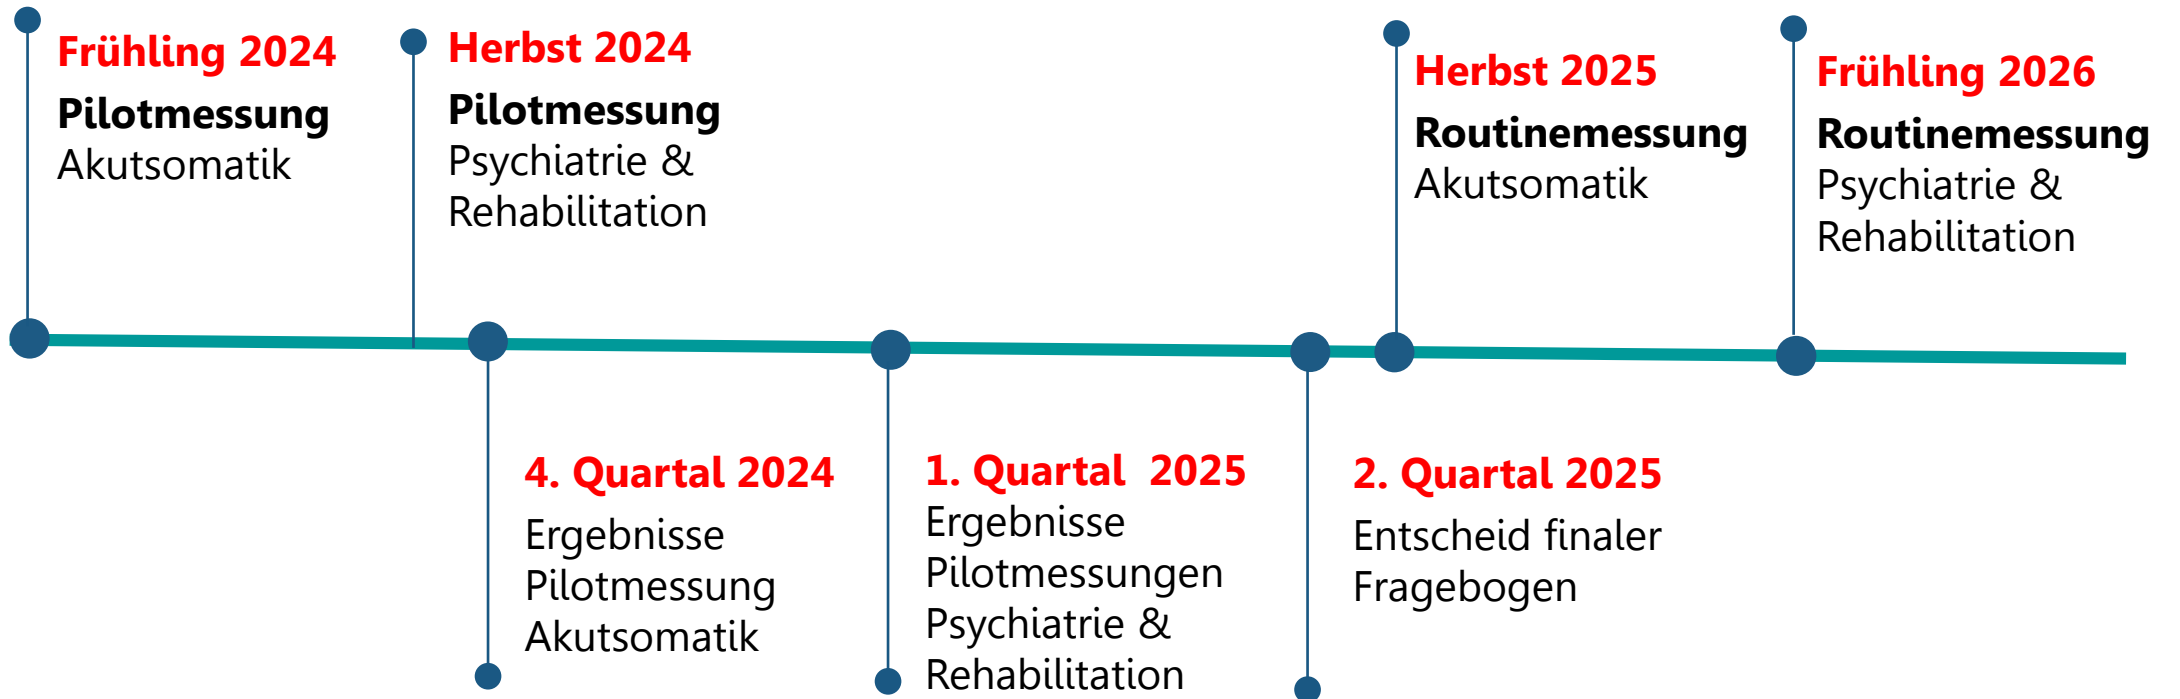 Frühling 2024
Pilotmessung
Akutsomatik
Herbst 2024
Pilotmessung
Psychiatrie &
Rehabilitation
Herbst 2025
Routinemessung
Akutsomatik
Frühling 2026
Routinemessung
Psychiatrie &
Rehabilitation
4. Quartal 2024
Ergebnisse
Pilotmessung
Akutsomatik
1. Quartal  2025
Ergebnisse
Pilotmessungen
Psychiatrie &
Rehabilitation
2. Quartal 2025
Entscheid finaler
Fragebogen